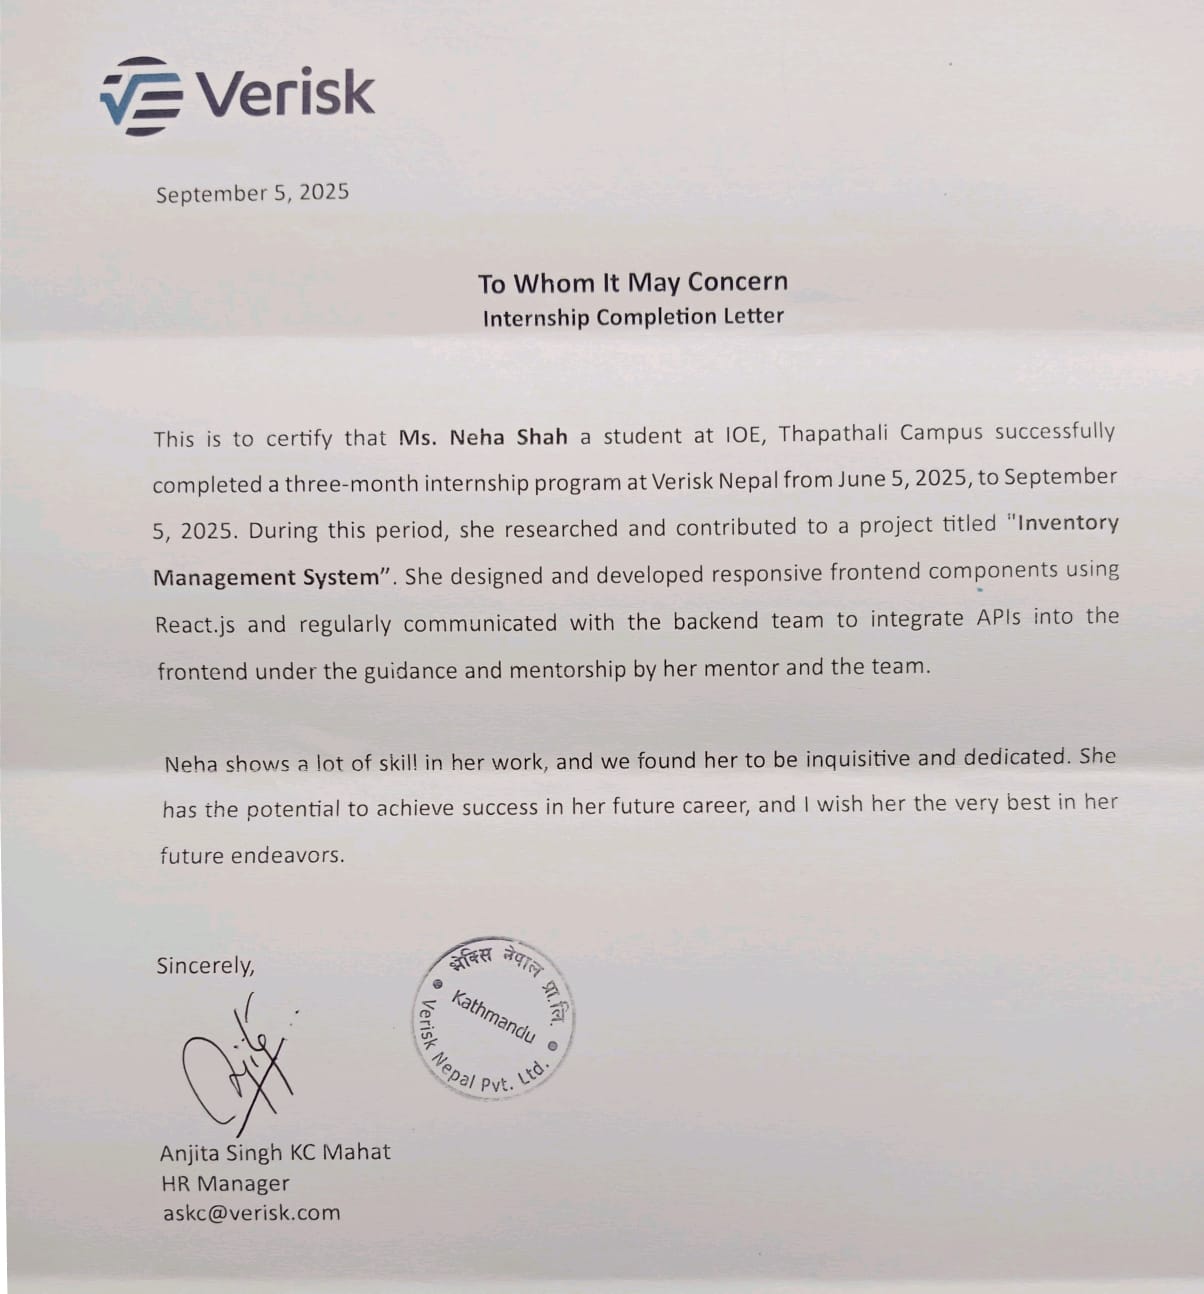 Verisk
September 5, 2025
To Whom It May Concern
Internship Completion Letter
This is to certify that Ms. Neha Shah a student at IOE, Thapathali Campus successfully
completed a three-month internship program at Verisk Nepal from June 5, 2025, to September
5, 2025. During this period, she researched and contributed to a project titled "Inventory
Management System”. She designed and developed responsive frontend components using
React.js and regularly communicated with the backend team to integrate APIs into the
frontend under the guidance and mentorship by her mentor and the team.
Neha shows a lot of skill in her work, and we found her to be inquisitive and dedicated. She
has the potential to achieve success in her future career, and I wish her the very best in her
future endeavors.
Sincerely,
भेरिस्क नेपाल प्रा.लि.
Kathmandu
Verisk Nepal Pvt. Ltd.
Anjita Singh KC Mahat
HR Manager
askc@verisk.com